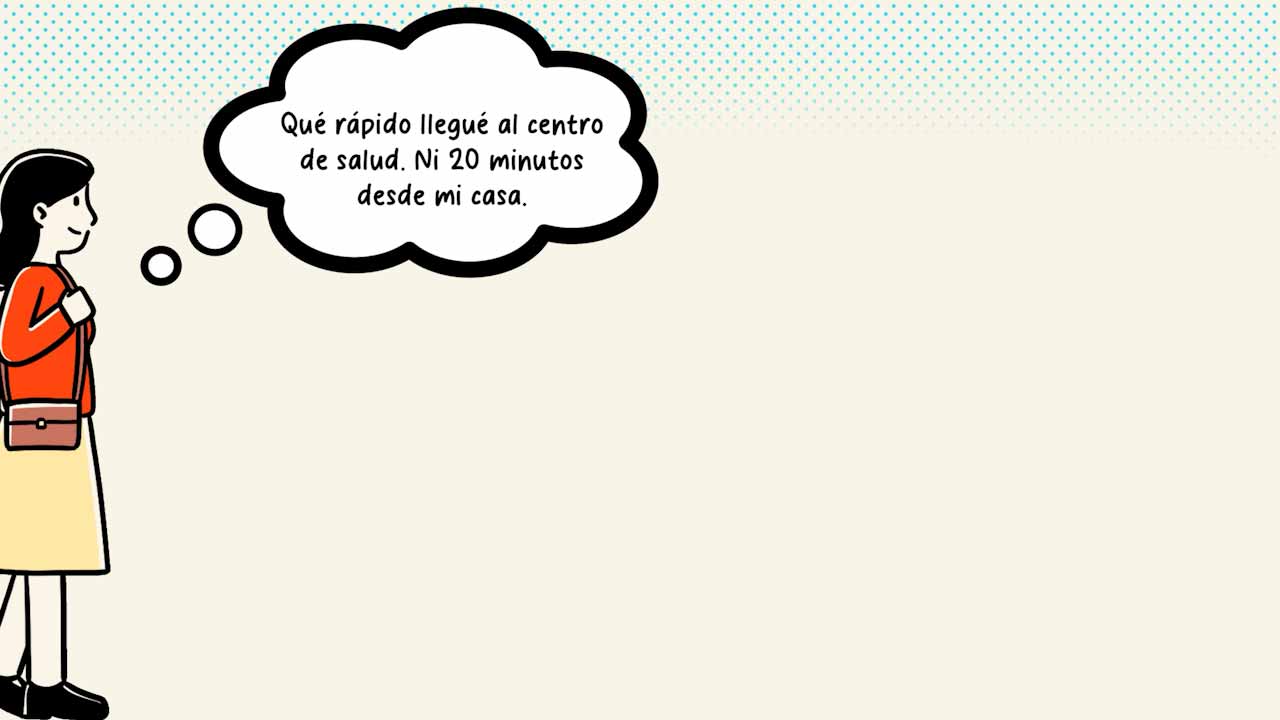 Qué rápido llegué al centro
de salud. Ni 20 minutos
desde mi casa.